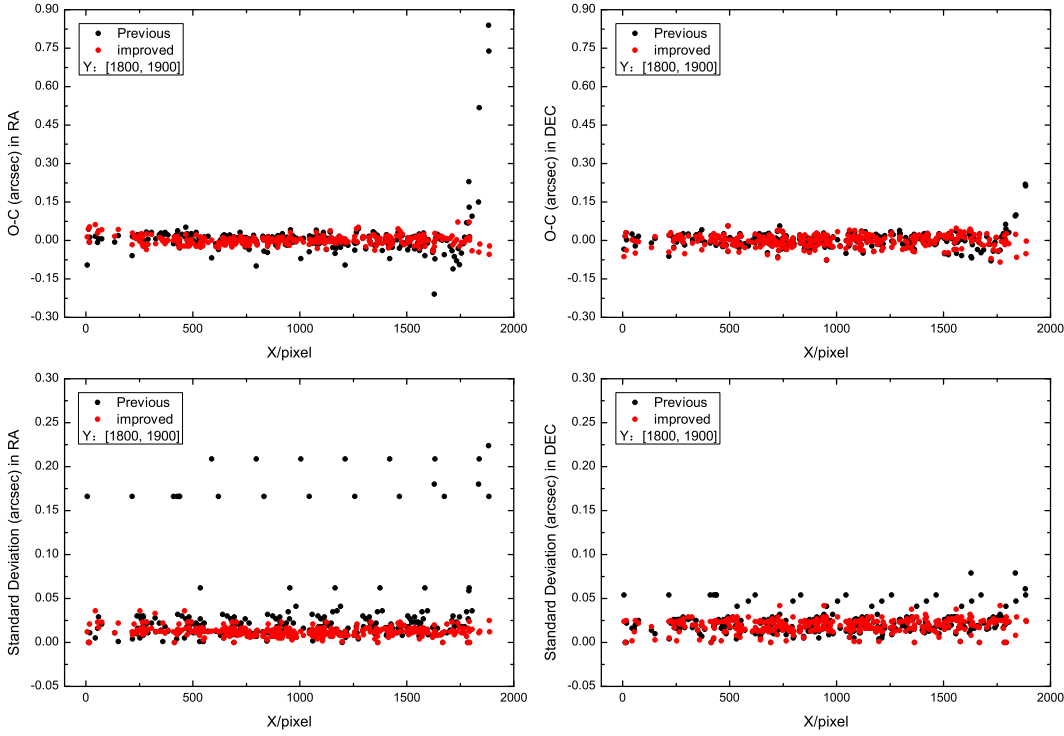 0.90
0.75
0.60
0.45
0.30
0.15
0.00
-0.15
-0.30
O-C (arcsec) in RA
Previous
improved
Y: [1800, 1900]
0 500 1000 1500 2000
X/pixel
0.90
0.75
0.60
0.45
0.30
0.15
0.00
-0.15
-0.30
O-C (arcsec) in DEC
Previous
improved
Y: [1800, 1900]
0 500 1000 1500 2000
X/pixel
0.30
0.25
0.20
0.15
0.10
0.05
0.00
-0.05
Standard Deviation (arcsec) in RA
Previous
improved
Y: [1800, 1900]
0 500 1000 1500 2000
X/pixel
0.30
0.25
0.20
0.15
0.10
0.05
0.00
-0.05
Standard Deviation (arcsec) in DEC
Previous
improved
Y: [1800, 1900]
0 500 1000 1500 2000
X/pixel